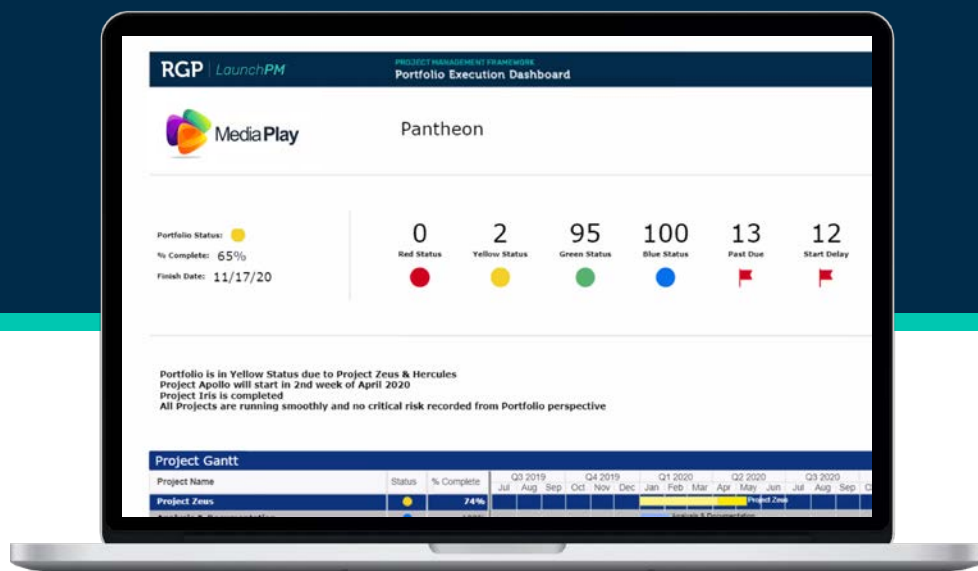 RGP LaunchPM
PROJECT MANAGEMENT FRAMEWORK
Portfolio Execution Dashboard
Media Play
Pantheon
Portfolio Status:
% Complete: 65%
Finish Date: 11/17/20
0
Red Status
2
Yellow Status
95
Green Status
100
Blue Status
13
Past Due
12
Start Delay
Portfolio is in Yellow Status due to Project Zeus & Hercules
Project Apollo will start in 2nd week of April 2020
Project Iris is completed
All Projects are running smoothly and no critical risk recorded from Portfolio perspective
Project Gantt
Project Name Status % Complete
Q3 2019 Q4 2019 Q1 2020 Q2 2020 Q3 2020
Jul Aug Sep Oct Nov Dec Jan Feb Mar Apr May Jun Jul Aug Sep
Project Zeus 74% Project Zeus